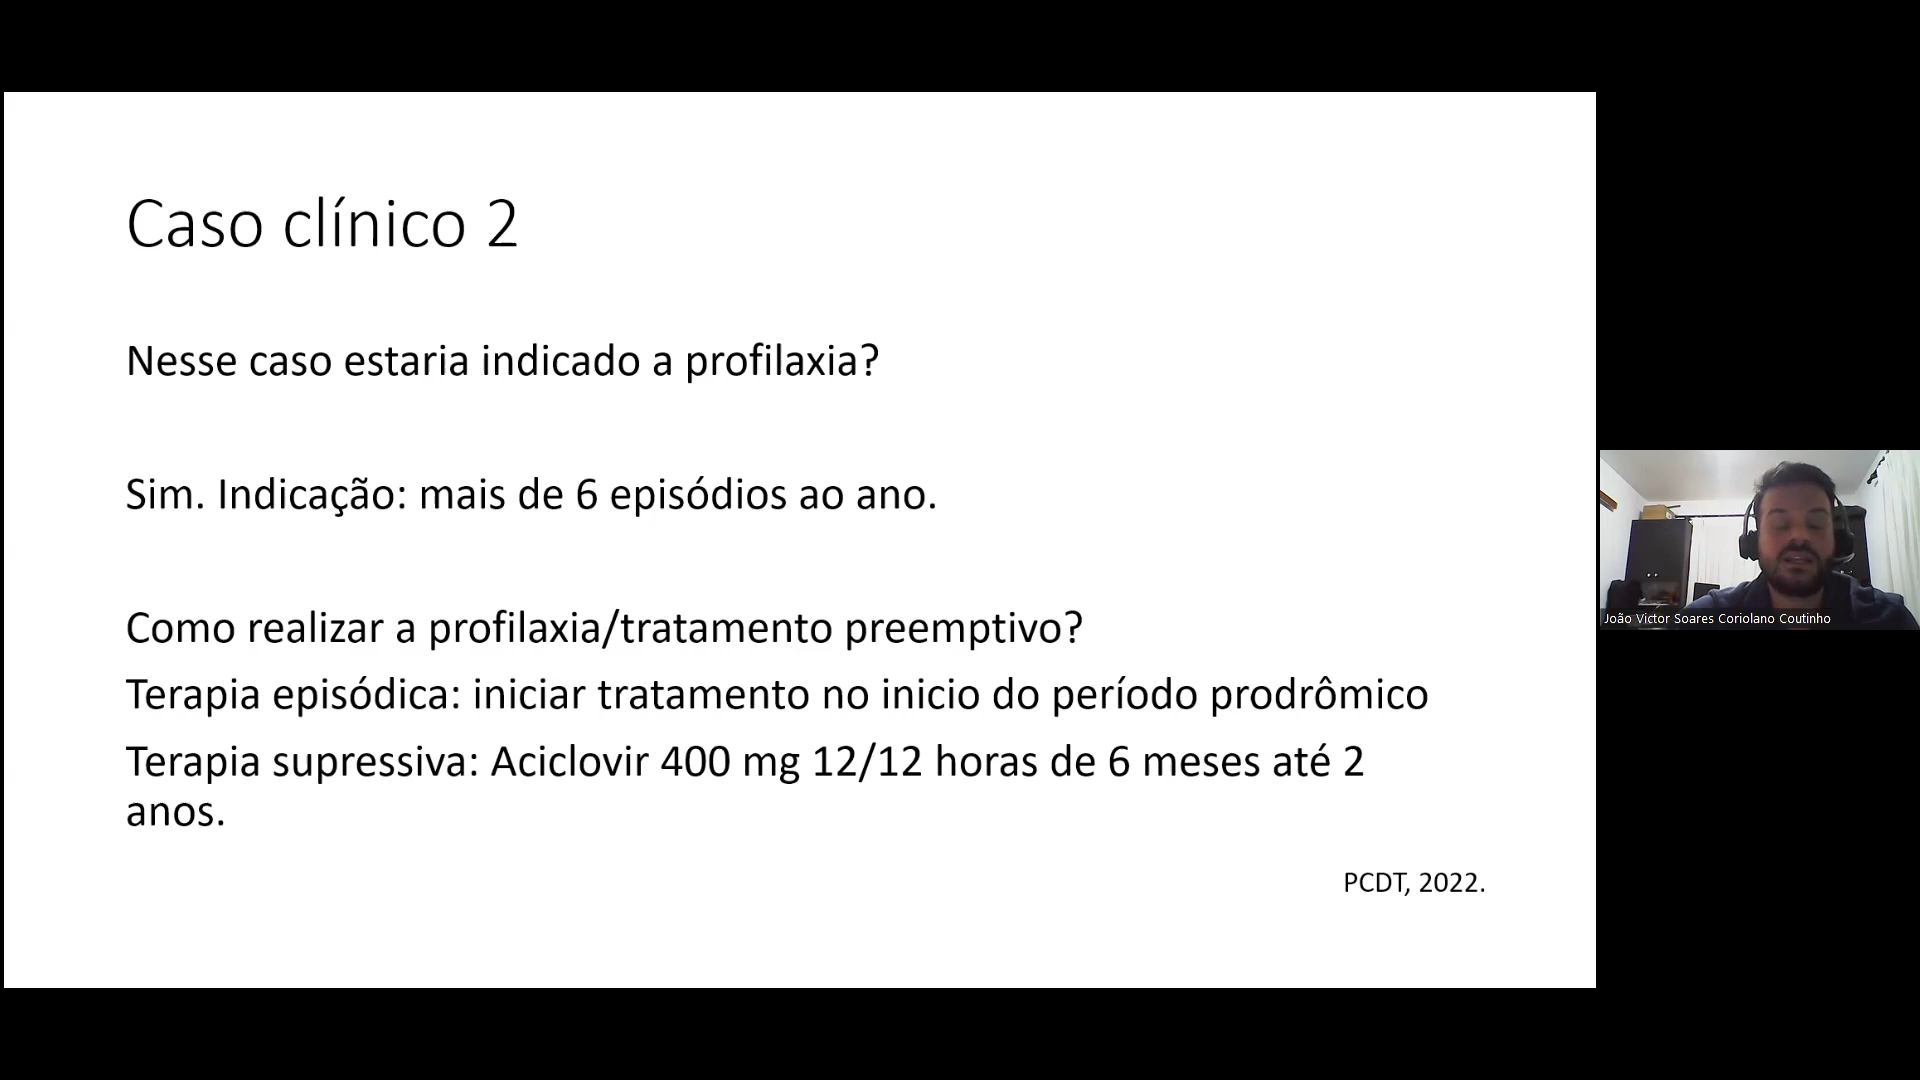 Caso clínico 2
Nesse caso estaria indicado a profilaxia?
Sim. Indicação: mais de 6 episódios ao ano.
Como realizar a profilaxia/tratamento preemptivo?
Terapia episódica: iniciar tratamento no inicio do período prodrômico
Terapia supressiva: Aciclovir 400 mg 12/12 horas de 6 meses até 2
anos.
PCDT, 2022.
João Victor Soares Coriolano Coutinho